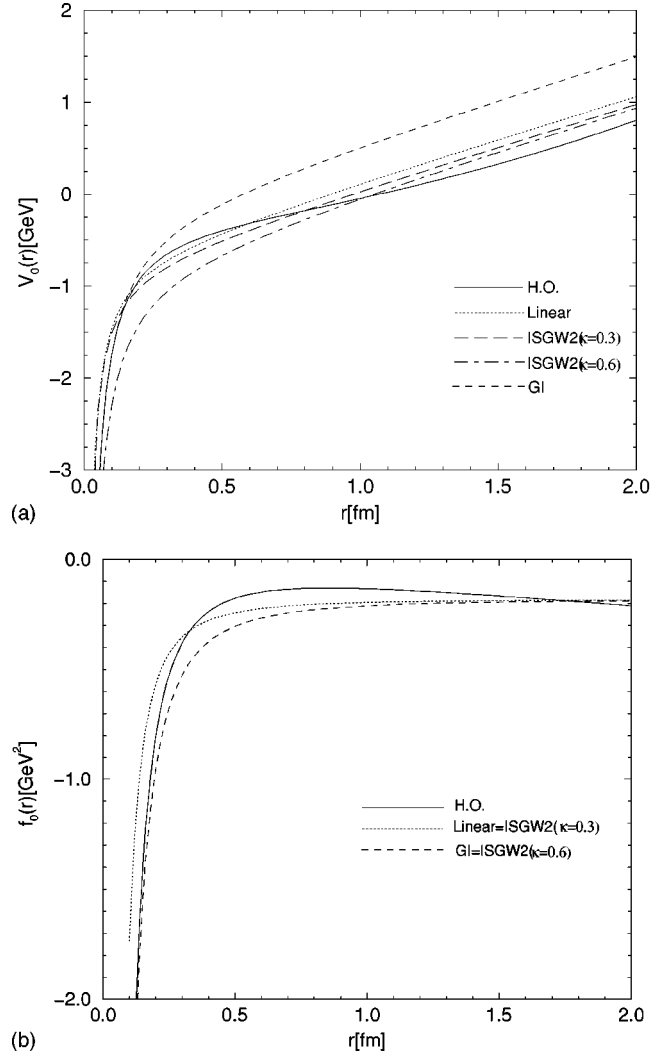 2
1
0
−1
−2
−3
V₀(r)[GeV]
H.O.
Linear
ISGW2(κ=0.3)
ISGW2(κ=0.6)
GI
0.0 0.5 1.0 1.5 2.0
r[fm]
(a)
0.0
−1.0
−2.0
f₀(r)[GeV²]
H.O.
Linear=ISGW2( κ=0.3)
GI=ISGW2(κ=0.6)
0.0 0.5 1.0 1.5 2.0
r[fm]
(b)